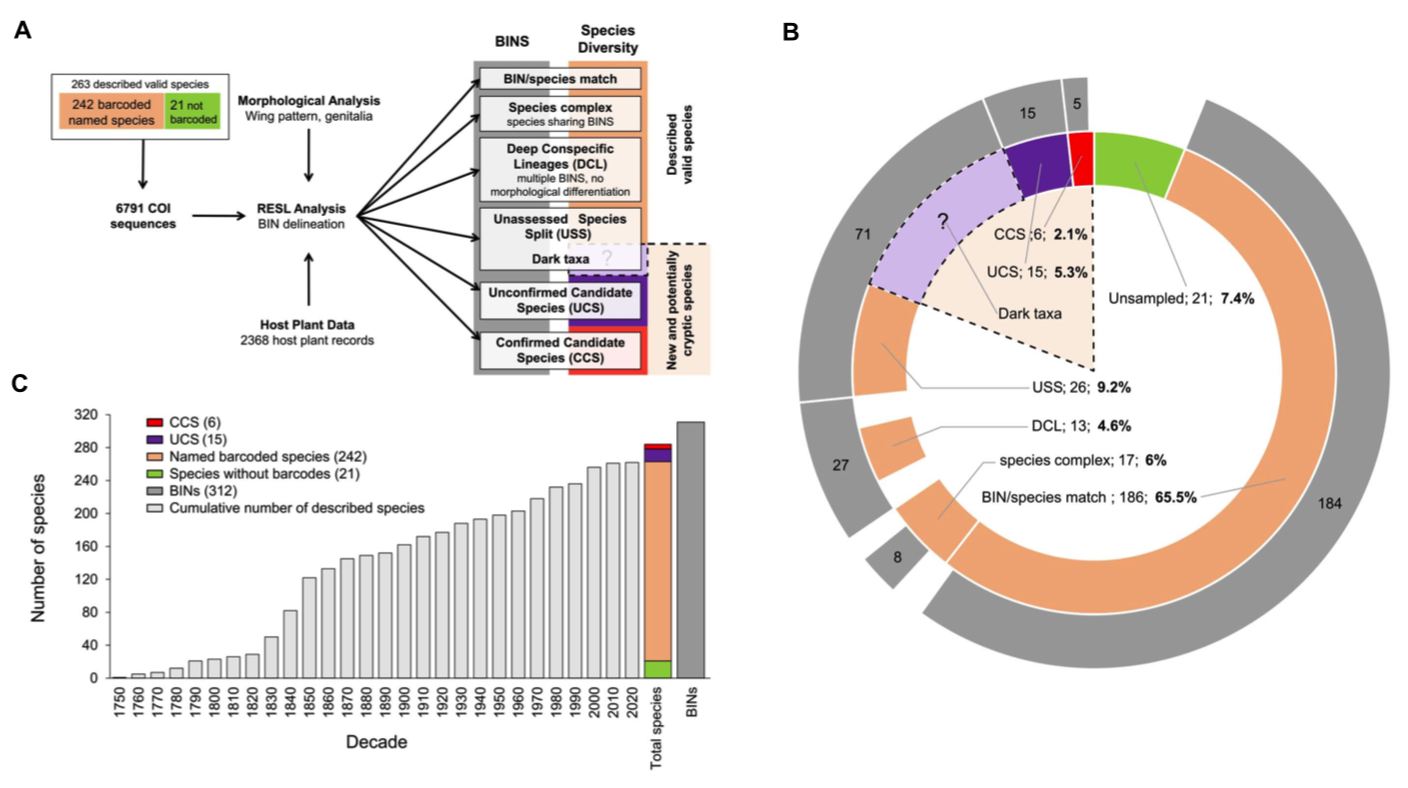 A
263 described valid species
242 barcoded
named species
21 not
barcoded
6791 COI
sequences
Morphological Analysis
Wing pattern, genitalia
RESL Analysis
BIN delineation
Host Plant Data
2368 host plant records
BINS
Species
Diversity
BIN/species match
Species complex
species sharing BINS
Deep Conspecific
Lineages (DCL)
multiple BINS, no
morphological differentiation
Unassessed Species
Split (USS)
Dark taxa
?
Unconfirmed Candidate
Species (UCS)
Confirmed Candidate
Species (CCS)
Described
valid species
New and potentially
cryptic species
B
15
5
71
?
CCS ;6; 2.1%
UCS; 15; 5.3%
Dark taxa
Unsampled; 21; 7.4%
USS; 26; 9.2%
DCL; 13; 4.6%
species complex; 17; 6%
BIN/species match ; 186; 65.5%
27
8
184
C
Number of species
320
280
240
200
160
120
80
40
0
CCS (6)
UCS (15)
Named barcoded species (242)
Species without barcodes (21)
BINs (312)
Cumulative number of described species
1750
1760
1770
1780
1790
1800
1810
1820
1830
1840
1850
1860
1870
1880
1890
1900
1910
1920
1930
1940
1950
1960
1970
1980
1990
2000
2010
2020
Total species
BINs
Decade